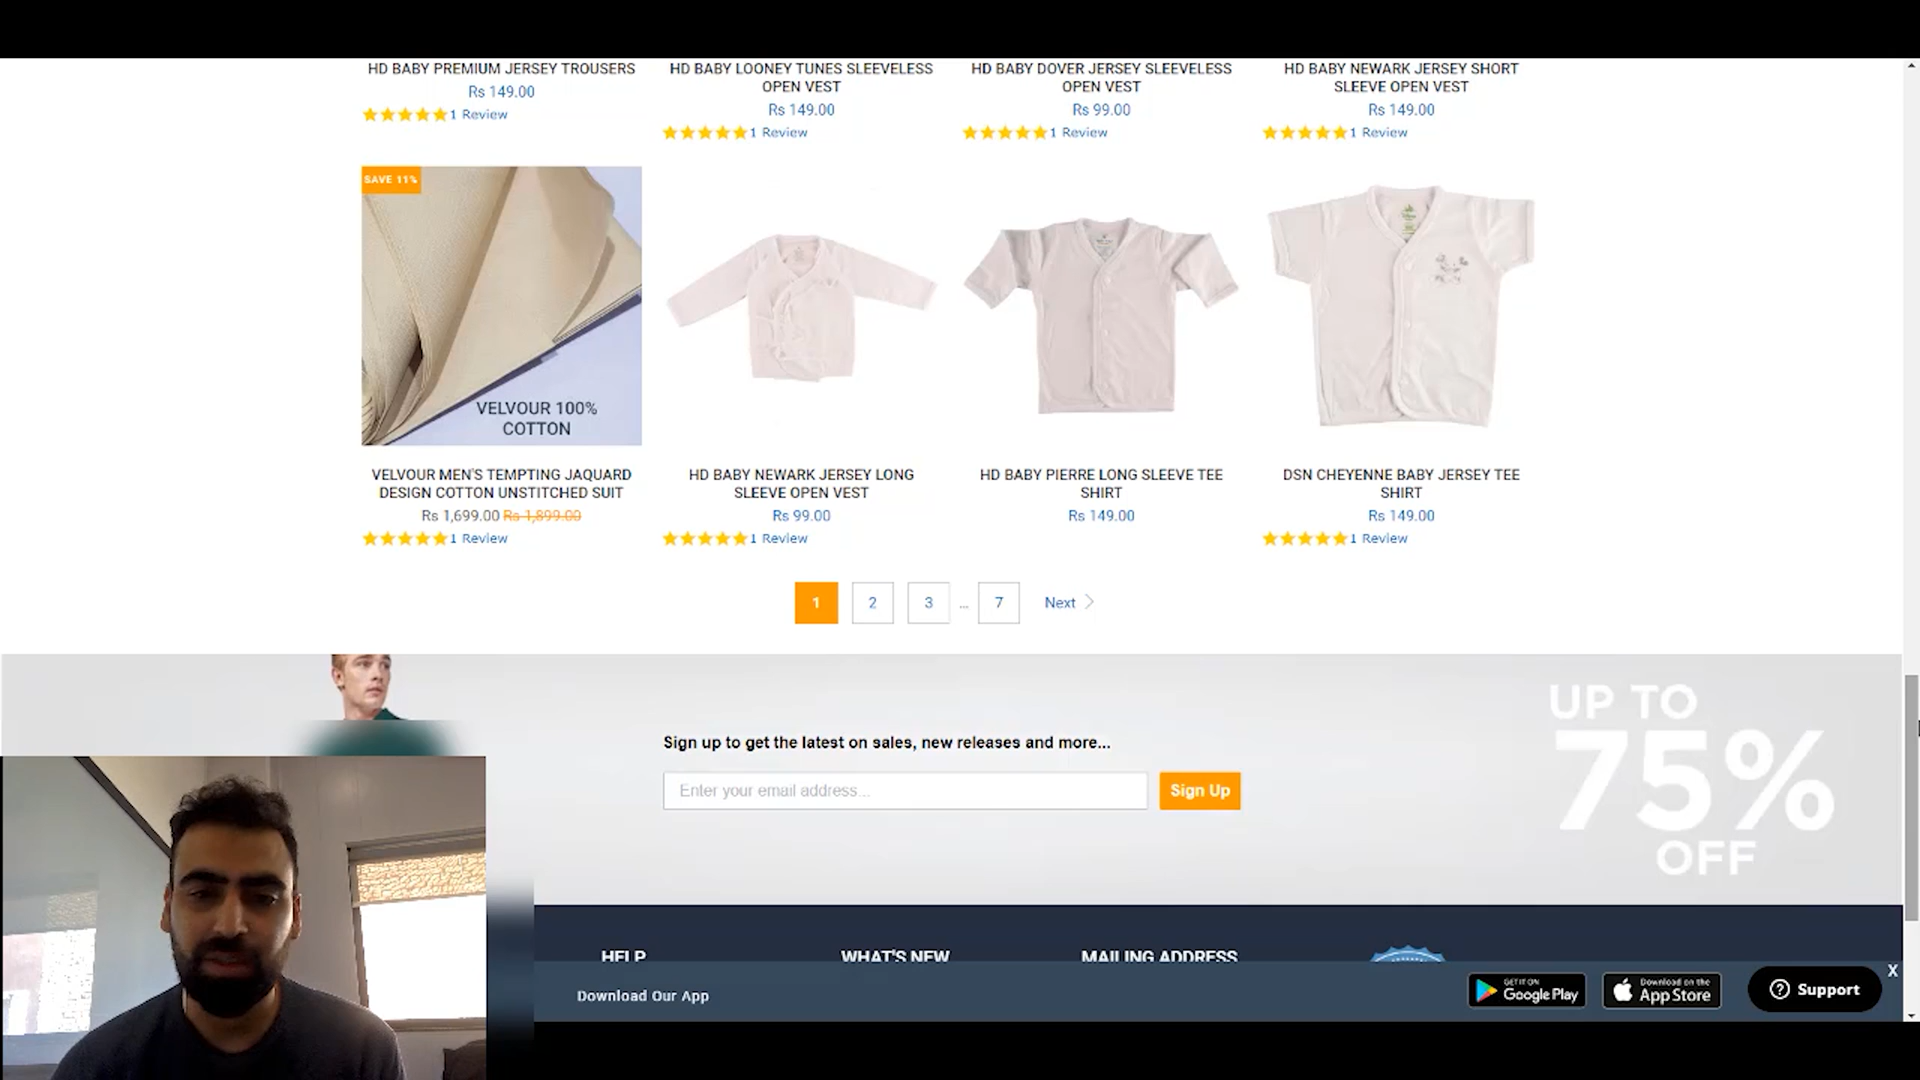 HD BABY PREMIUM JERSEY TROUSERS
Rs 149.00
1 Review
HD BABY LOONEY TUNES SLEEVELESS
OPEN VEST
Rs 149.00
1 Review
HD BABY DOVER JERSEY SLEEVELESS
OPEN VEST
Rs 99.00
1 Review
HD BABY NEWARK JERSEY SHORT
SLEEVE OPEN VEST
Rs 149.00
1 Review
SAVE 11%
VELVOUR 100%
COTTON
VELVOUR MEN'S TEMPTING JAQUARD
DESIGN COTTON UNSTITCHED SUIT
Rs 1,699.00 Rs 1,899.00
1 Review
HD BABY NEWARK JERSEY LONG
SLEEVE OPEN VEST
Rs 99.00
1 Review
HD BABY PIERRE LONG SLEEVE TEE
SHIRT
Rs 149.00
DSN CHEYENNE BABY JERSEY TEE
SHIRT
Rs 149.00
1 Review
1 2 3 ... 7 Next
Sign up to get the latest on sales, new releases and more...
Enter your email address...
Sign Up
UP TO
75%
OFF
HELP
WHAT'S NEW
MAILING ADDRESS
Download Our App
GET IT ON
Google Play
Download on the
App Store
Support
X